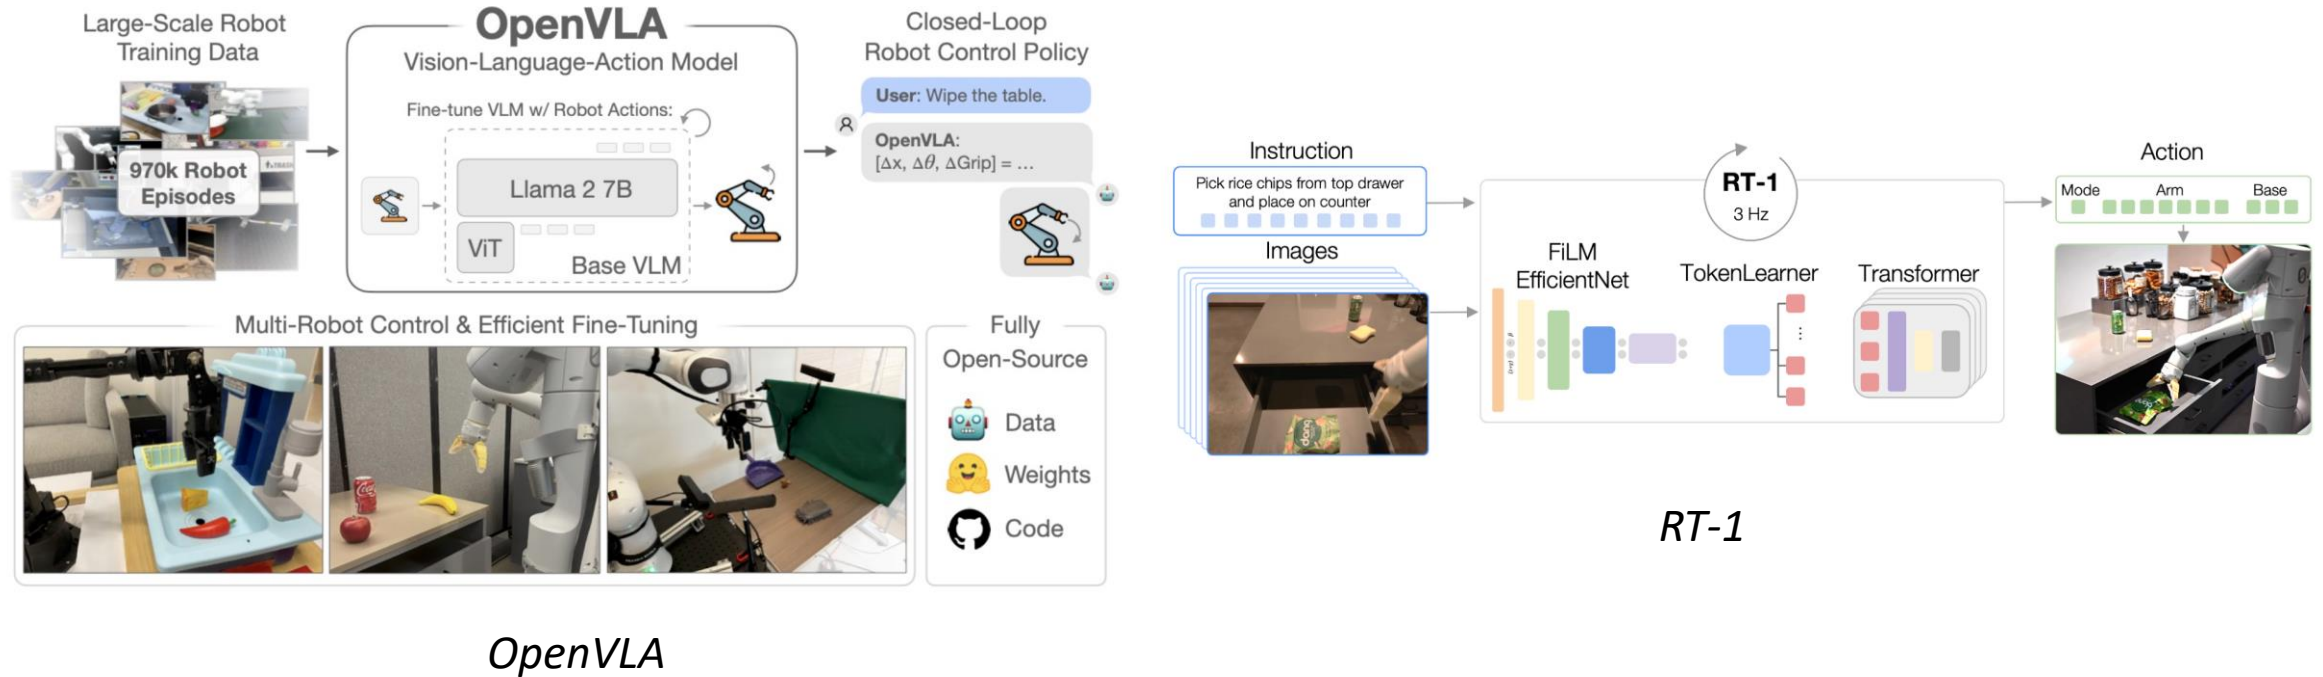 Large-Scale Robot
Training Data
970k Robot
Episodes
OpenVLA
Vision-Language-Action Model
Fine-tune VLM w/ Robot Actions:
Llama 2 7B
ViT
Base VLM
Closed-Loop
Robot Control Policy
User: Wipe the table.
OpenVLA:
[Δx, Δθ, ΔGrip] = ...
Multi-Robot Control & Efficient Fine-Tuning
Fully
Open-Source
Data
Weights
Code
OpenVLA
Instruction
Pick rice chips from top drawer
and place on counter
Images
RT-1
3 Hz
FiLM
EfficientNet
TokenLearner
...
Transformer
Action
Mode Arm Base
RT-1